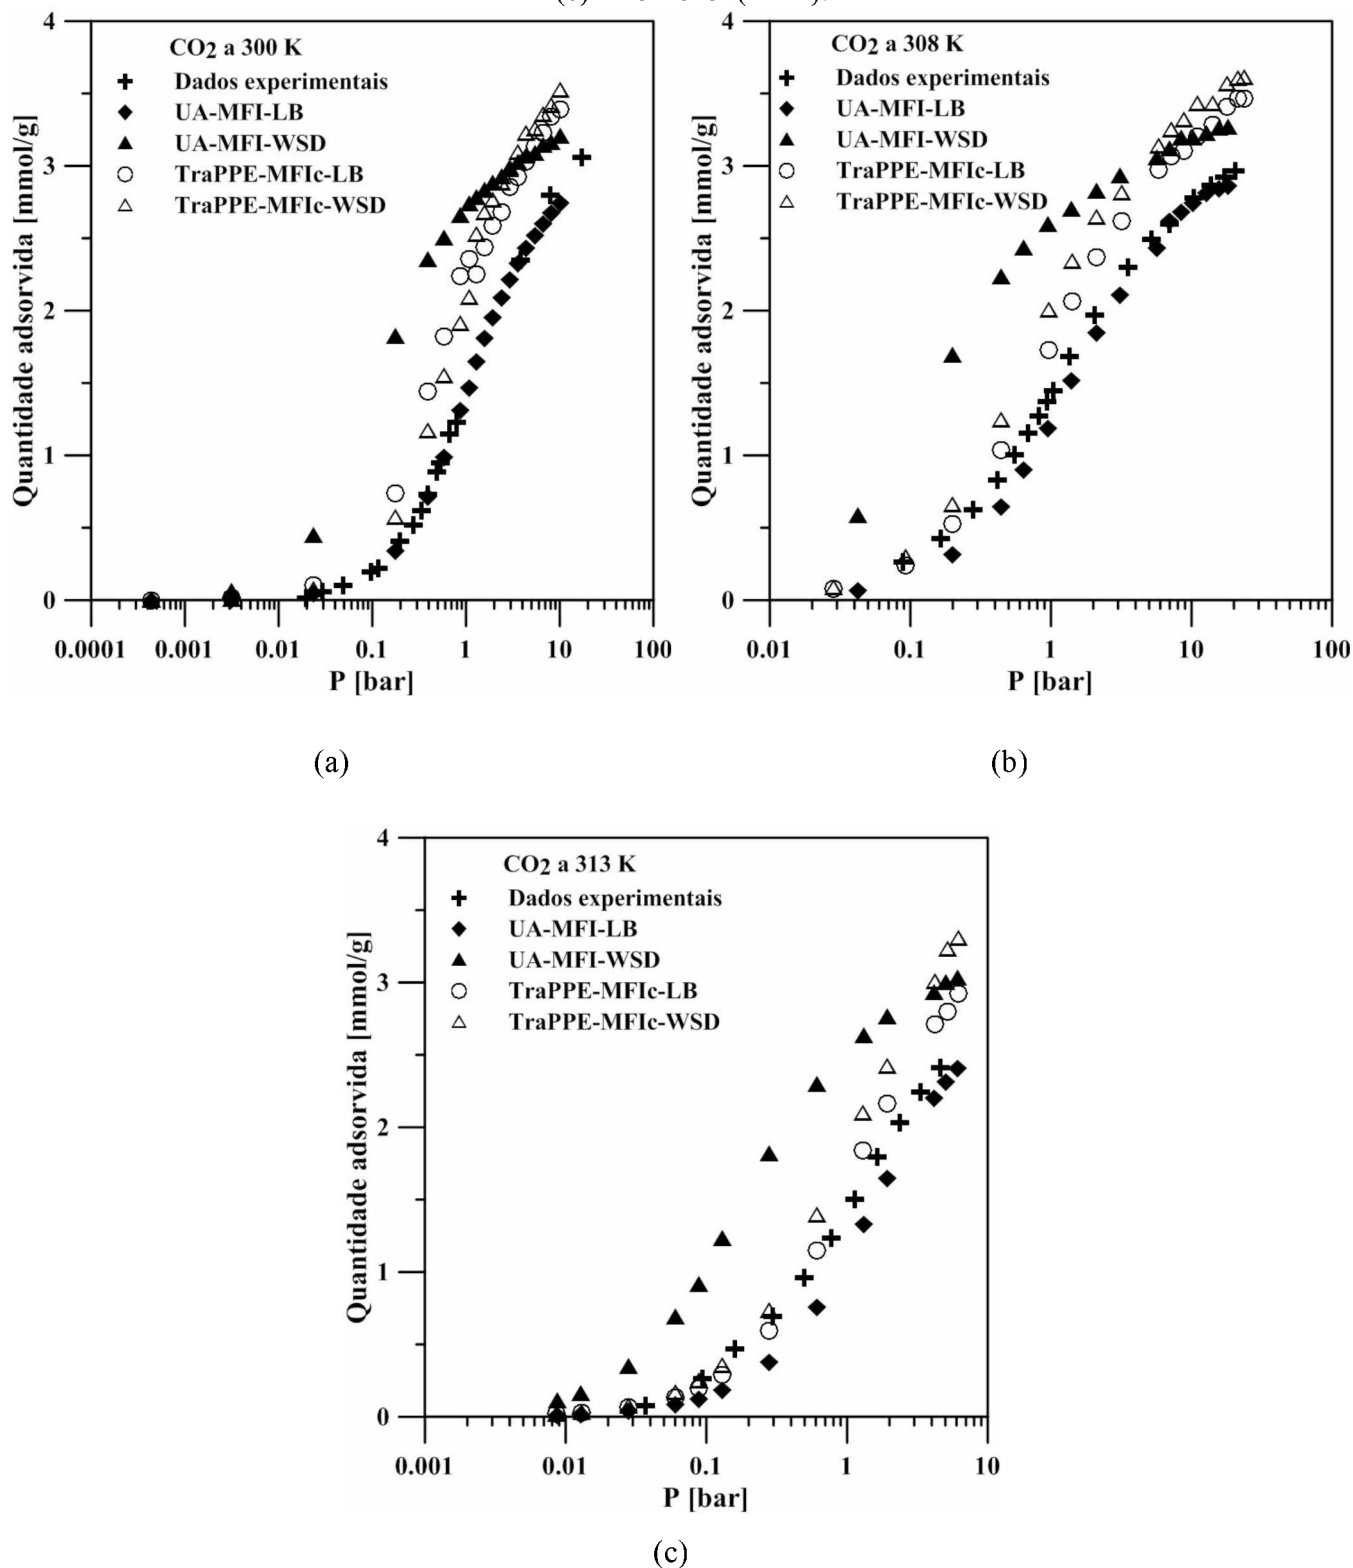 4
CO2 a 300 K
Dados experimentais
UA-MFI-LB
UA-MFI-WSD
TraPPE-MFIc-LB
TraPPE-MFIc-WSD
3
2
1
0
Quantidade adsorvida [mmol/g]
0.0001 0.001 0.01 0.1 1 10 100
P [bar]
(a)
4
CO2 a 308 K
Dados experimentais
UA-MFI-LB
UA-MFI-WSD
TraPPE-MFIc-LB
TraPPE-MFIc-WSD
3
2
1
0
Quantidade adsorvida [mmol/g]
0.01 0.1 1 10 100
P [bar]
(b)
4
CO2 a 313 K
Dados experimentais
UA-MFI-LB
UA-MFI-WSD
TraPPE-MFIc-LB
TraPPE-MFIc-WSD
3
2
1
0
Quantidade adsorvida [mmol/g]
0.001 0.01 0.1 1 10
P [bar]
(c)